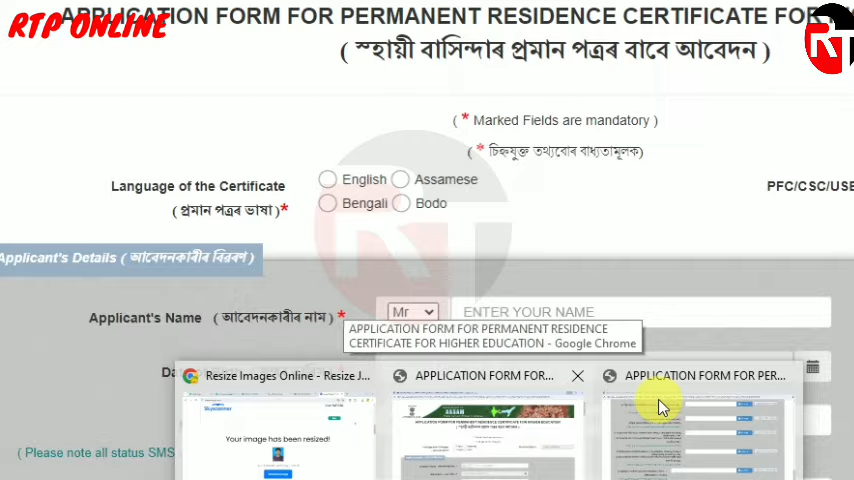 APPLICATION FORM FOR PERMANENT RESIDENCE CERTIFICATE FOR
RTP ONLINE
( স্হায়ী বাসিন্দাৰ প্ৰমান পত্ৰৰ বাবে আবেদন )
( * Marked Fields are mandatory )
( * চিহ্নযুক্ত তথ্যবোৰ বাধ্যতামূলক)
Language of the Certificate
( প্ৰমান পত্ৰৰ ভাষা )*
English
Assamese
Bengali
Bodo
PFC/CSC/USE
Applicant's Details ( আবেদনকাৰীৰ বিৱৰণ )
Applicant's Name ( আবেদনকাৰীৰ নাম ) *
Mr
ENTER YOUR NAME
APPLICATION FORM FOR PERMANENT RESIDENCE
CERTIFICATE FOR HIGHER EDUCATION - Google Chrome
Resize Images Online - Resize J...
APPLICATION FORM FOR...
APPLICATION FORM FOR PER...
Your image has been resized!
( Please note all status SMS